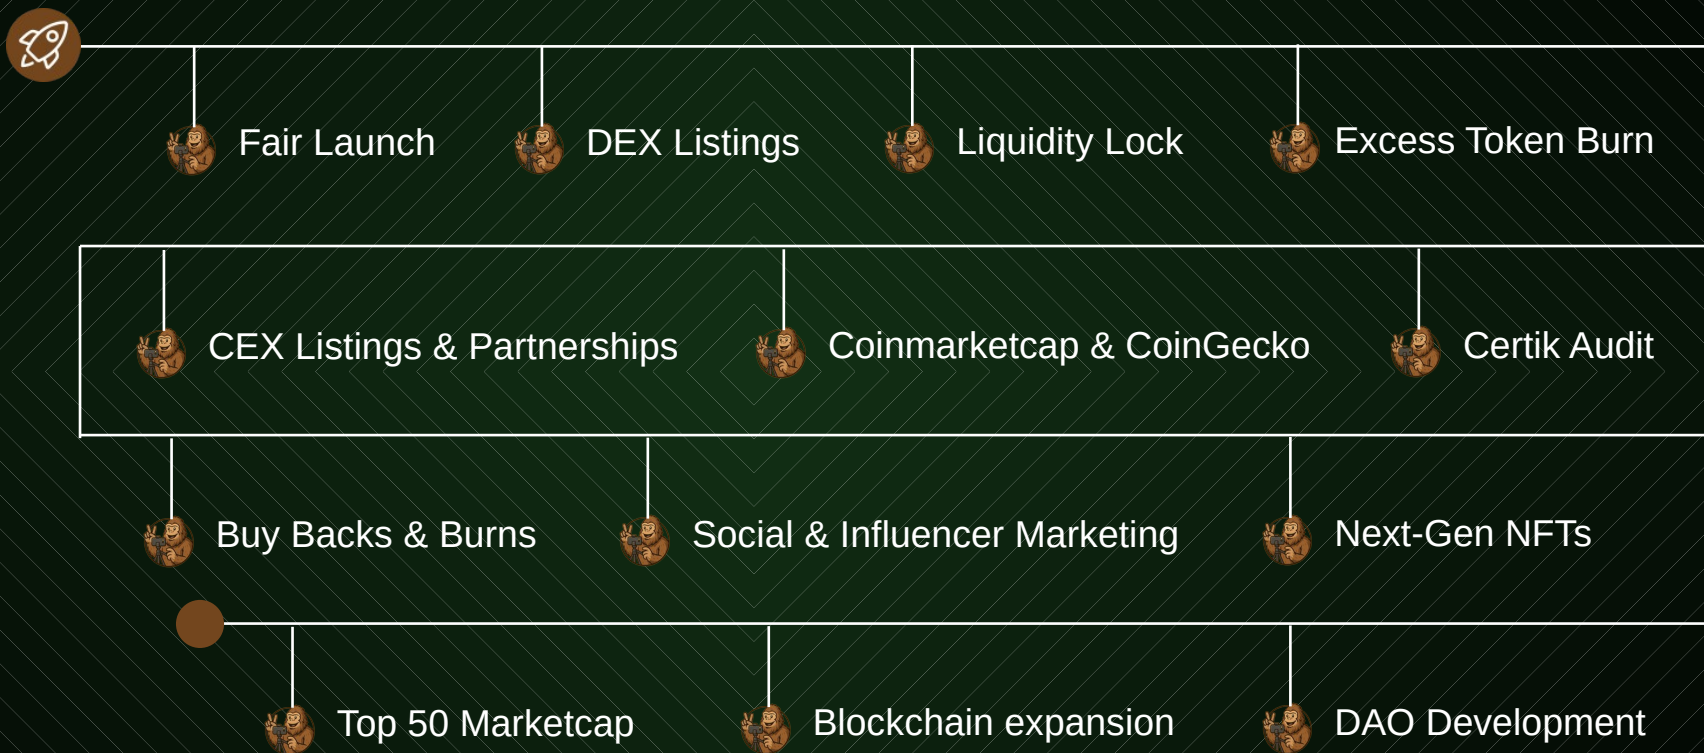 Fair Launch
DEX Listings
Liquidity Lock
Excess Token Burn
CEX Listings & Partnerships
Coinmarketcap & CoinGecko
Certik Audit
Buy Backs & Burns
Social & Influencer Marketing
Next-Gen NFTs
Top 50 Marketcap
Blockchain expansion
DAO Development